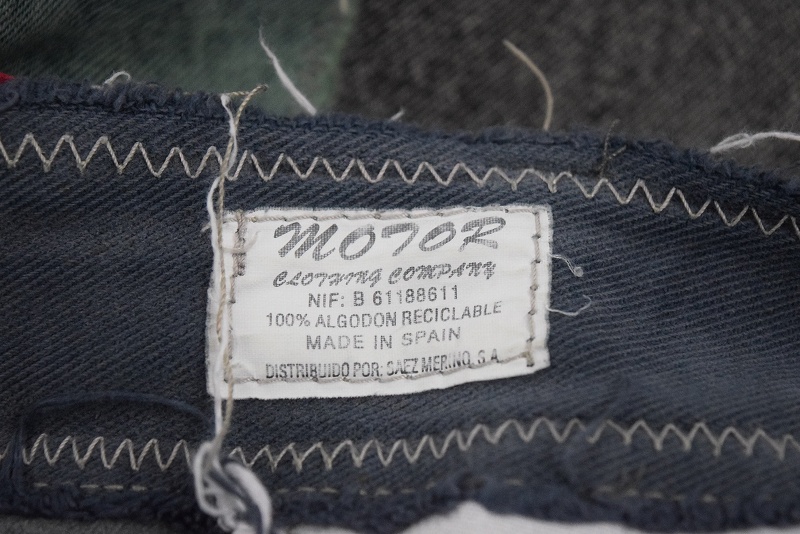 MOTOR
CLOTHING COMPANY
NIF: B 61188611
100% ALGODON RECICLABLE
MADE IN SPAIN
DISTRIBUIDO POR: SAEZ MERINO, S.A.